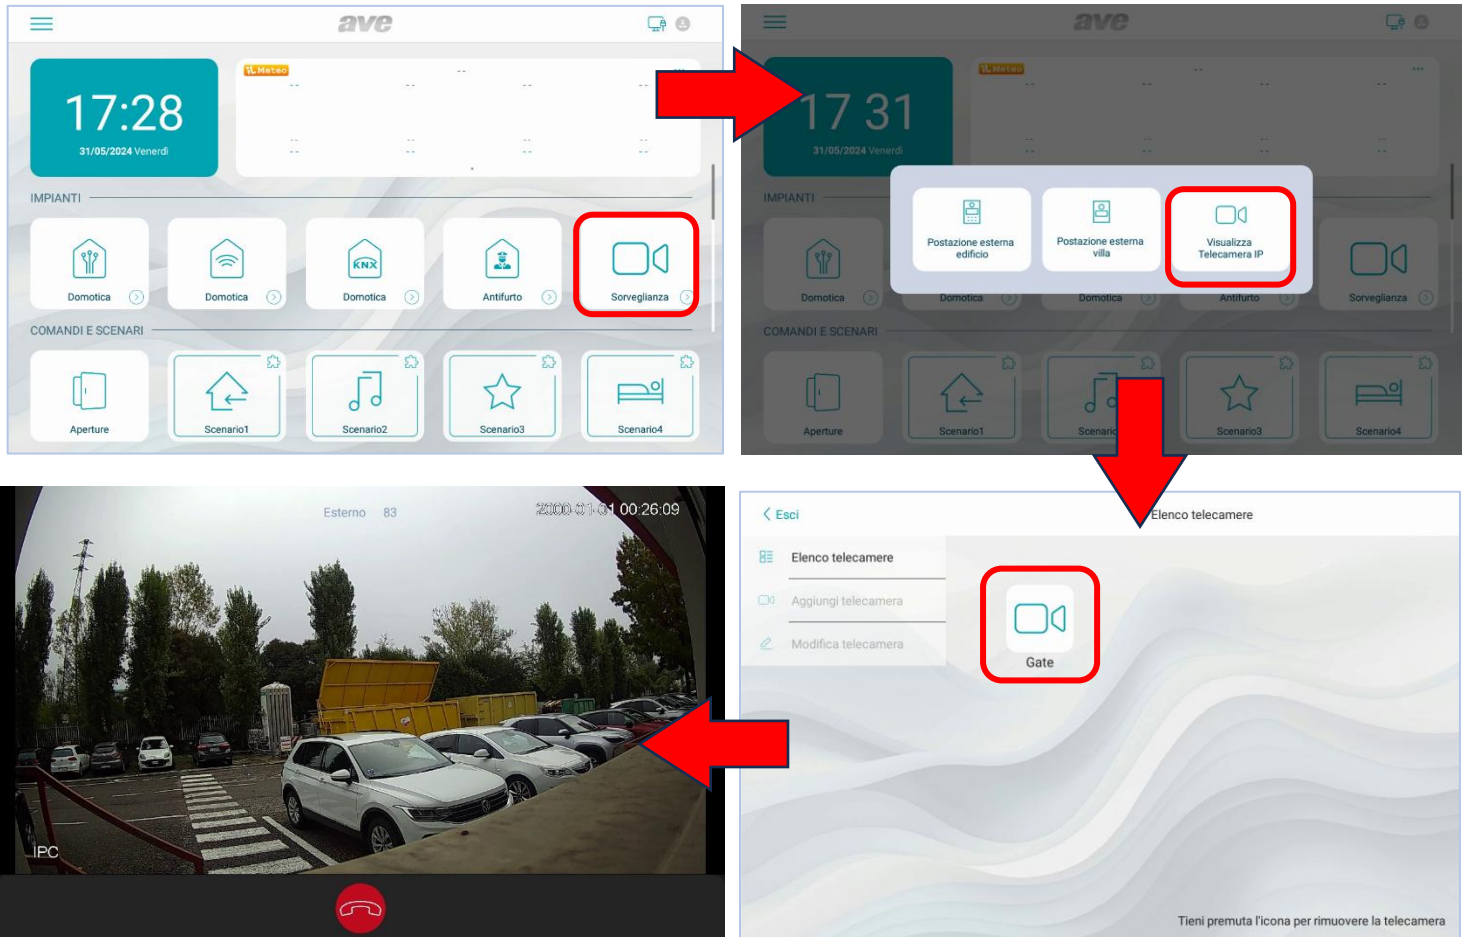 ave
17:28
31/05/2024 Venerdì
iL Meteo
IMPIANTI
Domotica
Domotica
KNX
Domotica
Antifurto
Sorveglianza
COMANDI E SCENARI
Aperture
Scenario1
Scenario2
Scenario3
Scenario4
ave
17 31
31/05/2024 Venerdì
iL Meteo
IMPIANTI
Postazione esterna
edificio
Postazione esterna
villa
Visualizza
Telecamera IP
Domotica
Domotica
Domotica
Antifurto
Sorveglianza
COMANDI E SCENARI
Aperture
Scenario1
Scenario3
Scenario4
Esterno 83
2000-01-01 00:26:09
IPC
Esci
Elenco telecamere
Elenco telecamere
Aggiungi telecamera
Modifica telecamera
Gate
Tieni premuta l'icona per rimuovere la telecamera